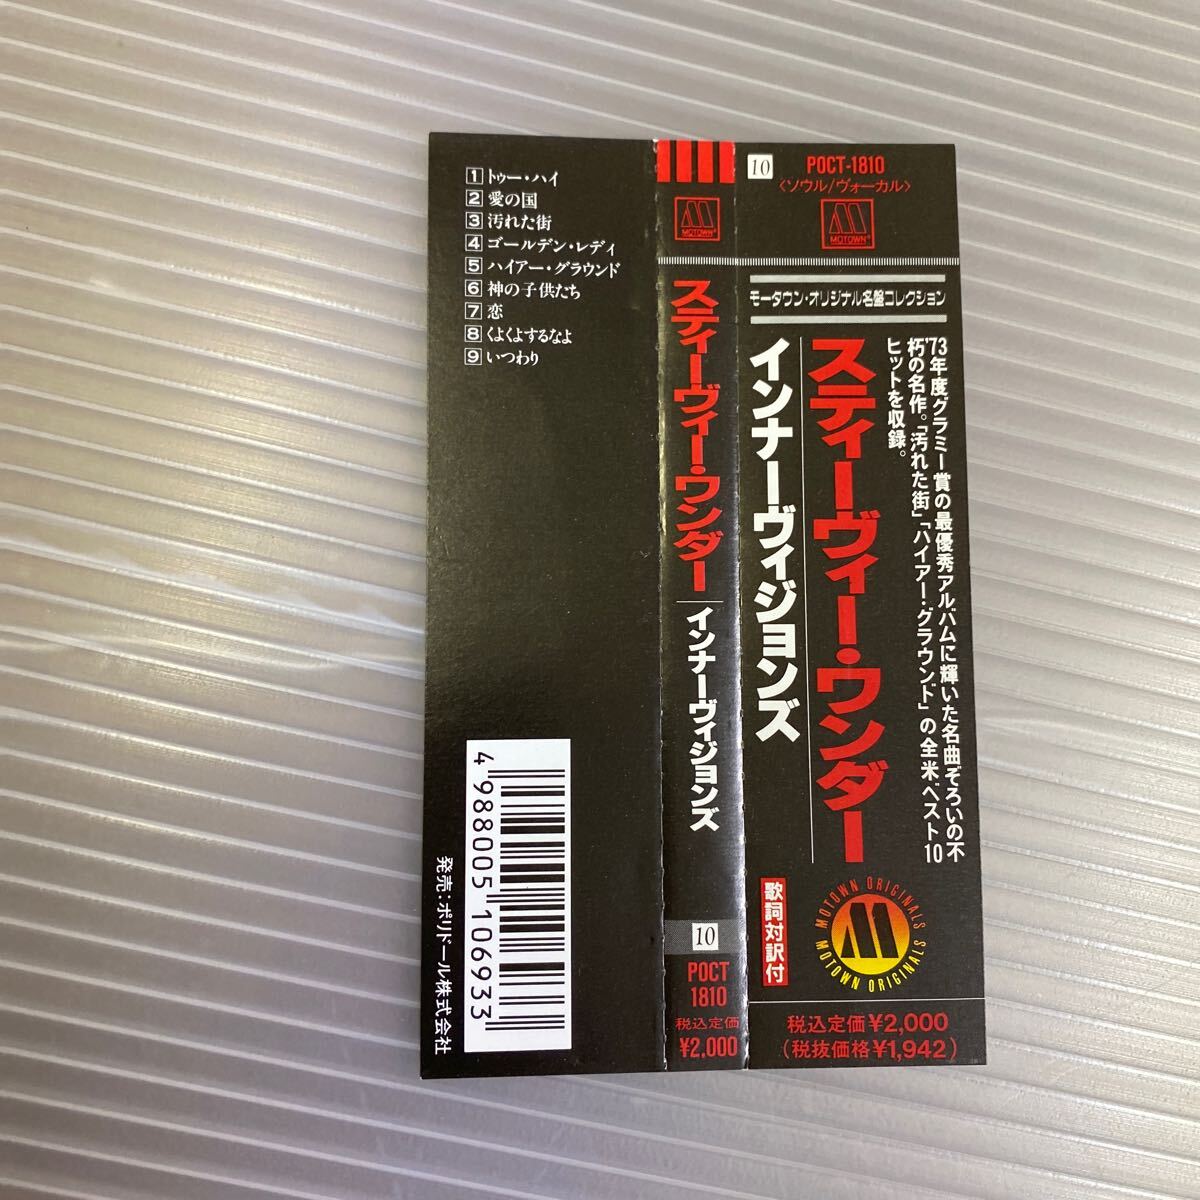 1 トゥー・ハイ
2 愛の国
3 汚れた街
4 ゴールデン・レディ
5 ハイアー・グラウンド
6 神の子供たち
7 恋
8 くよくよするなよ
9 いつわり
4 988005 106933
発売:ポリドール株式会社
MOTOWN®
スティーヴィー・ワンダー
インナーヴィジョンズ
10
POCT
1810
税込定価
¥2,000
10
POCT-1810
〈ソウル/ヴォーカル〉
MOTOWN®
モータウン・オリジナル名盤コレクション
'73年度グラミー賞の最優秀アルバムに輝いた名曲ぞろいの不
朽の名作。「汚れた街」「ハイアー・グラウンド」の全米ベスト10
ヒットを収録。
スティーヴィー・ワンダー
インナーヴィジョンズ
歌詞対訳付
MOTOWN ORIGINALS
MOTOWN ORIGINALS
税込定価¥2,000
(税抜価格¥1,942)